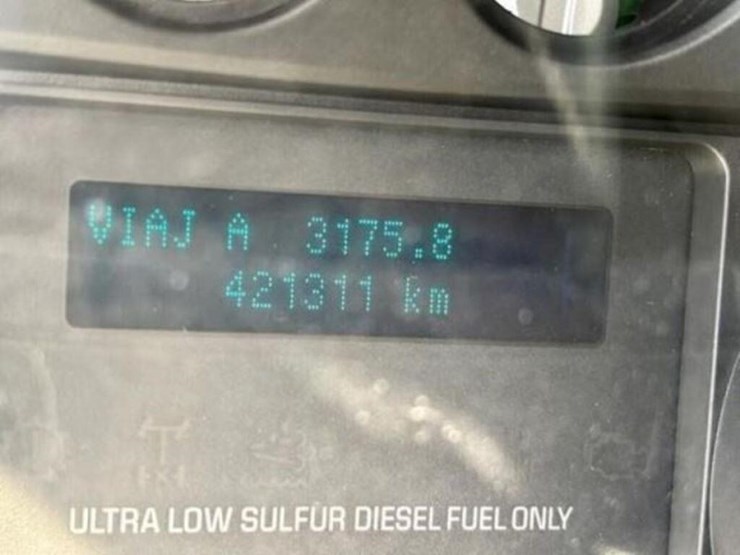 VIAJ A 3175.8
421311 km
ULTRA LOW SULFUR DIESEL FUEL ONLY